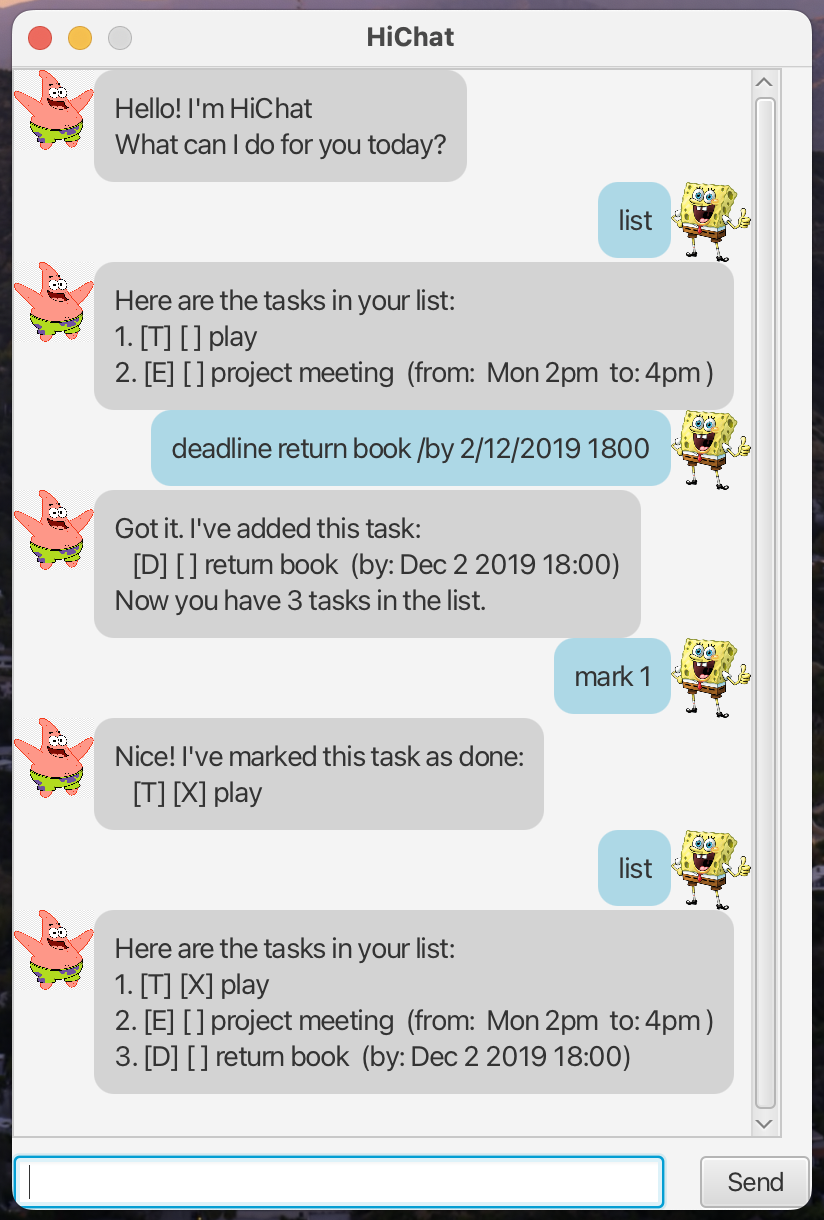 HiChat
Hello! I'm HiChat
What can I do for you today?
list
Here are the tasks in your list:
1. [T] [ ] play
2. [E] [ ] project meeting  (from:  Mon 2pm  to: 4pm )
deadline return book /by 2/12/2019 1800
Got it. I've added this task:
[D] [ ] return book  (by: Dec 2 2019 18:00)
Now you have 3 tasks in the list.
mark 1
Nice! I've marked this task as done:
[T] [X] play
list
Here are the tasks in your list:
1. [T] [X] play
2. [E] [ ] project meeting  (from:  Mon 2pm  to: 4pm )
3. [D] [ ] return book  (by: Dec 2 2019 18:00)
Send